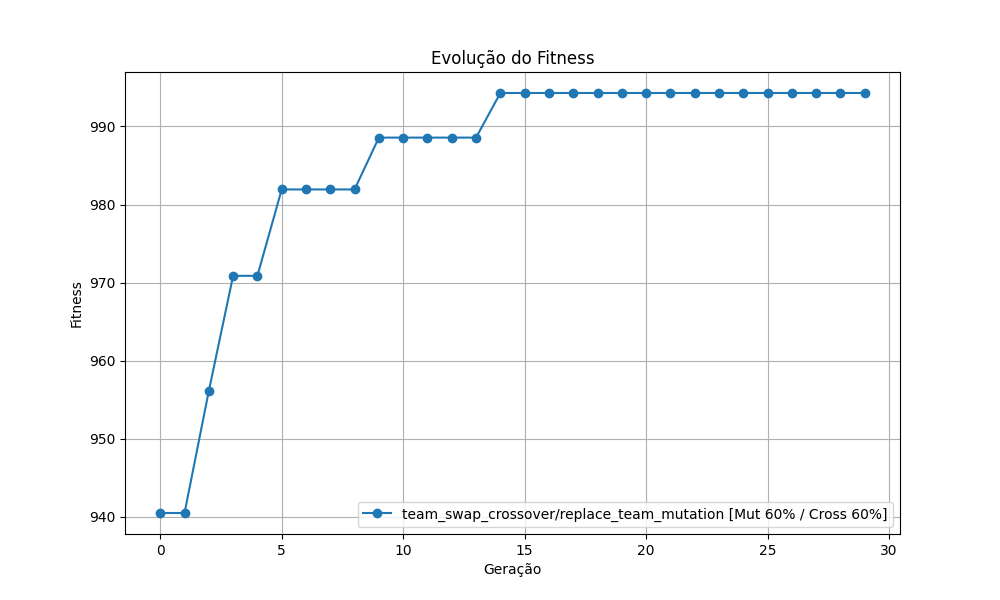 Evolução do Fitness
Fitness
990
980
970
960
950
940
team_swap_crossover/replace_team_mutation [Mut 60% / Cross 60%]
0 5 10 15 20 25 30
Geração